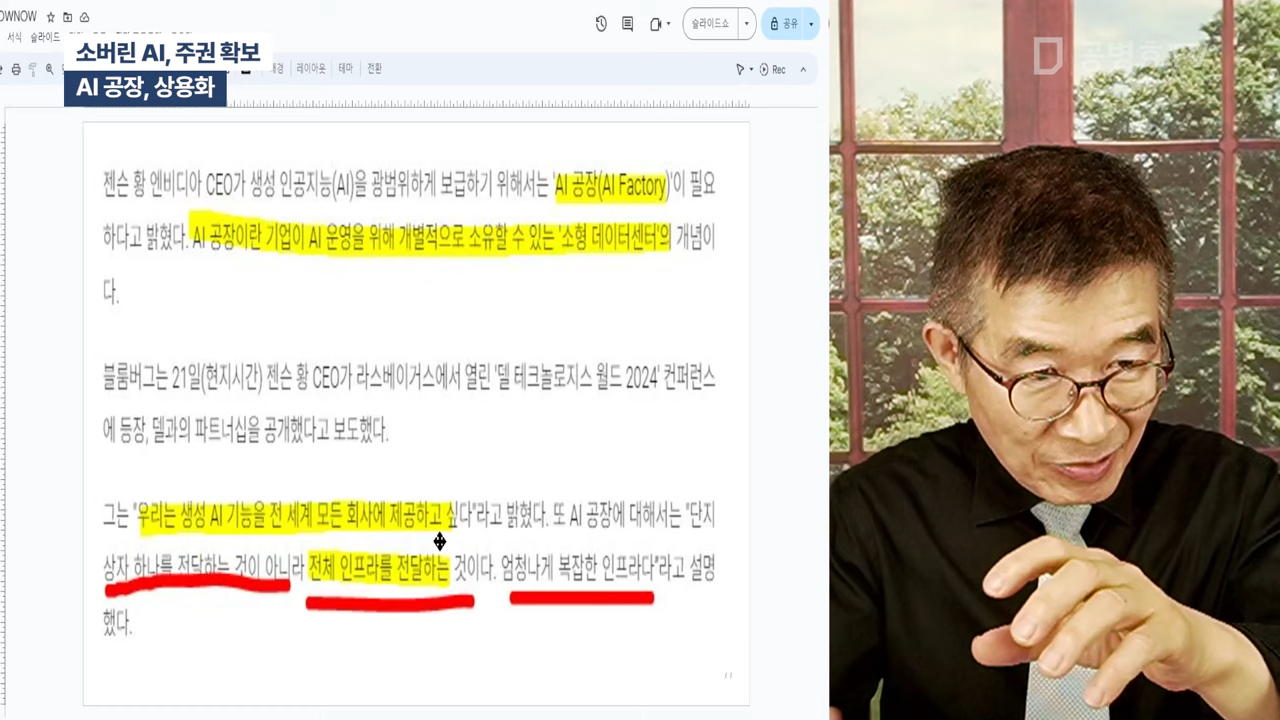 OWNOW
서식 슬라이드
슬라이드쇼
공유
소버린 AI, 주권 확보
AI 공장, 상용화
배경 레이아웃 테마 전환
Rec
젠슨 황 엔비디아 CEO가 생성 인공지능(AI)을 광범위하게 보급하기 위해서는 'AI 공장(AI Factory)'이 필요
하다고 밝혔다. AI 공장이란 기업이 AI 운영을 위해 개별적으로 소유할 수 있는 '소형 데이터센터'의 개념이
다.
블룸버그는 21일(현지시간) 젠슨 황 CEO가 라스베이거스에서 열린 '델 테크놀로지스 월드 2024' 컨퍼런스
에 등장, 델과의 파트너십을 공개했다고 보도했다.
그는 "우리는 생성 AI 기능을 전 세계 모든 회사에 제공하고 싶다"라고 밝혔다. 또 AI 공장에 대해서는 "단지
상자 하나를 전달하는 것이 아니라 전체 인프라를 전달하는 것이다. 엄청나게 복잡한 인프라다"라고 설명
했다.
공병호